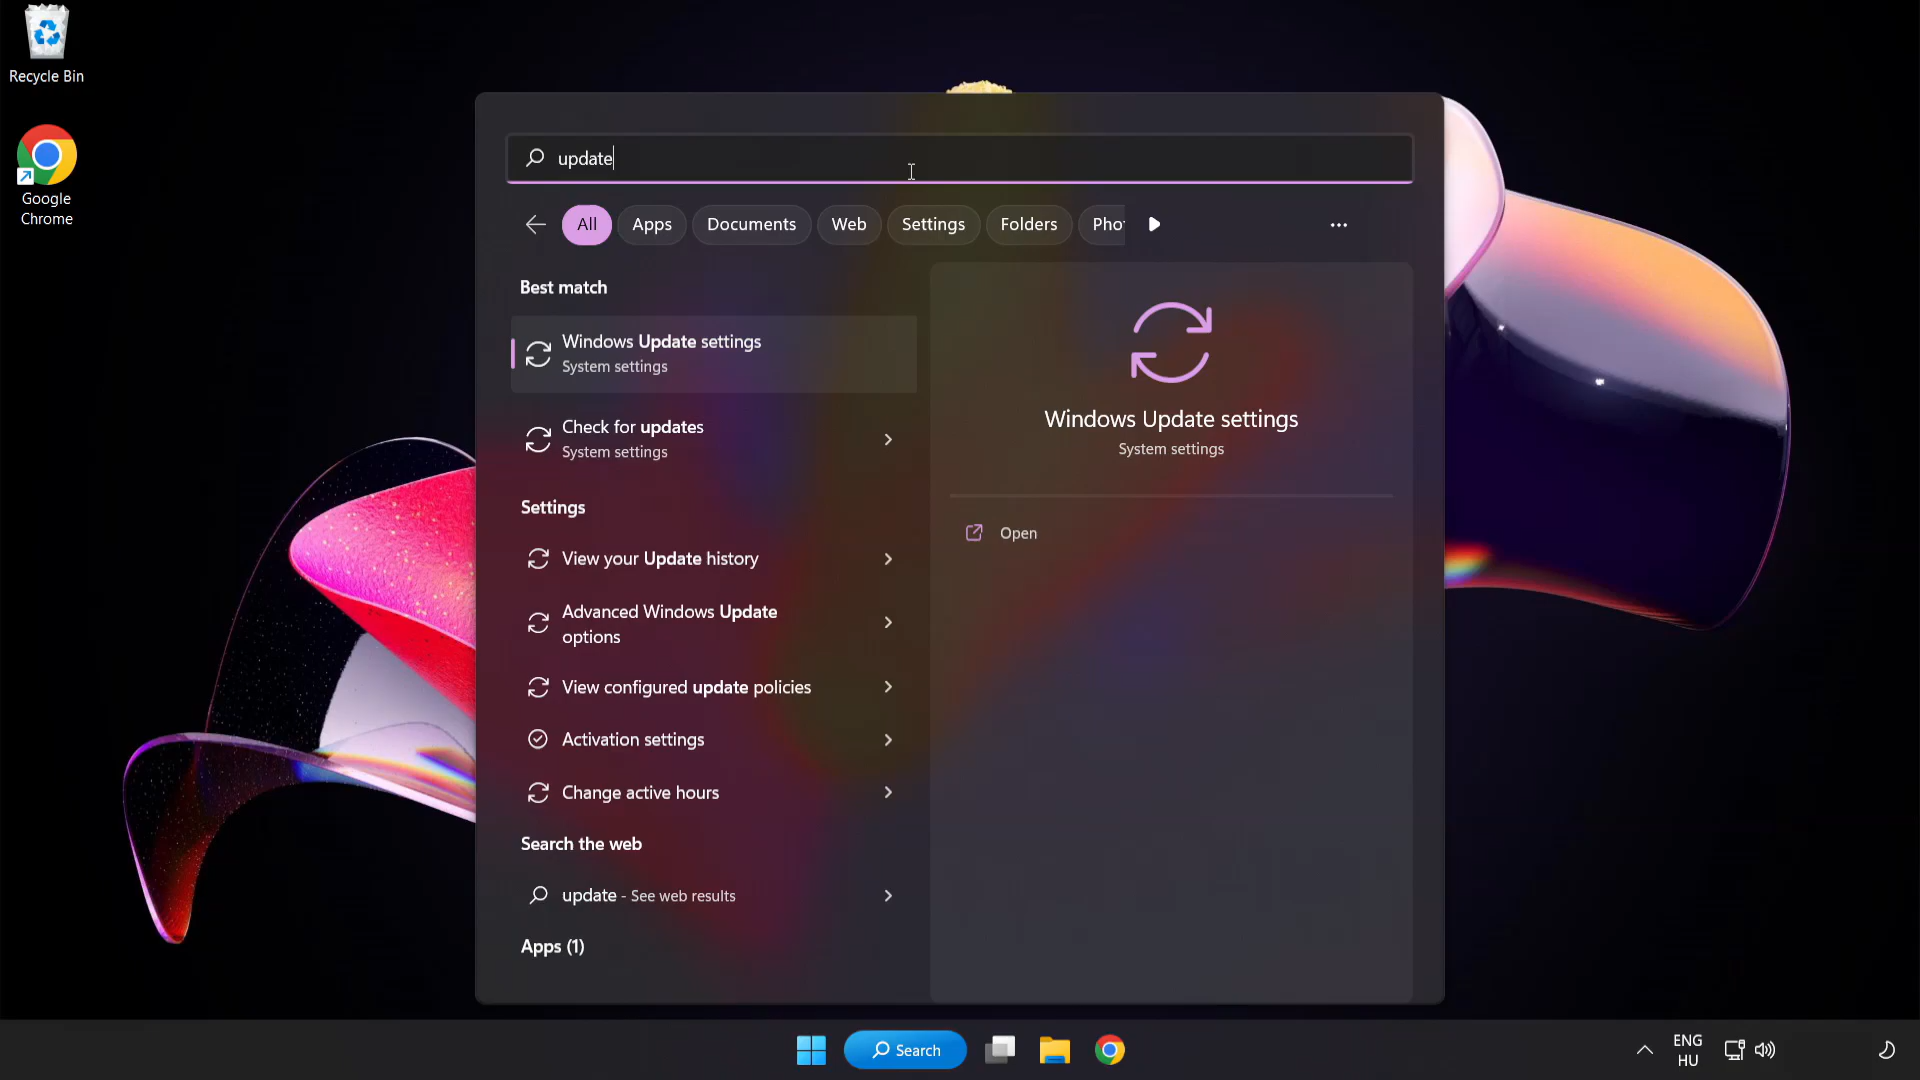 Recycle Bin
Google
Chrome
update
All
Apps
Documents
Web
Settings
Folders
Best match
Windows Update settings
System settings
Check for updates
System settings
Settings
View your Update history
Advanced Windows Update
options
View configured update policies
Activation settings
Change active hours
Search the web
update - See web results
Apps (1)
Windows Update settings
System settings
Open
Search
ENG
HU